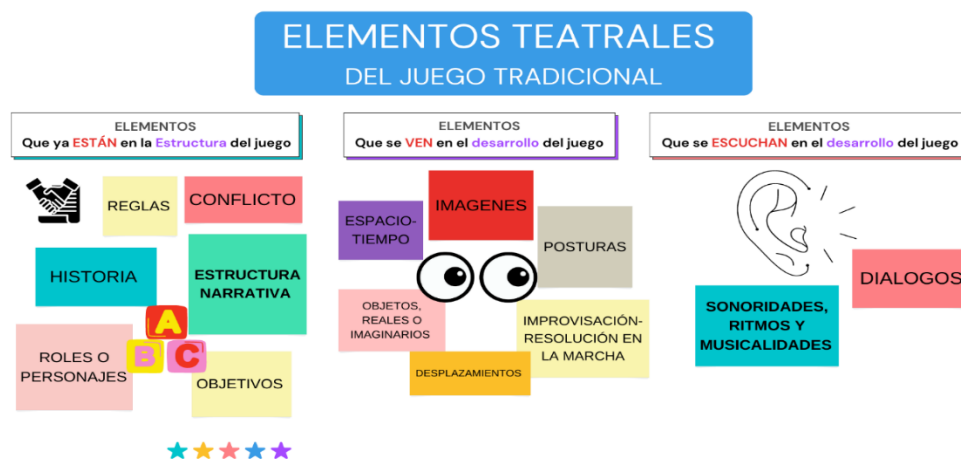 ELEMENTOS TEATRALES
DEL JUEGO TRADICIONAL
ELEMENTOS
Que ya ESTÁN en la Estructura del juego
REGLAS
CONFLICTO
HISTORIA
ESTRUCTURA
NARRATIVA
A
B C
ROLES O
PERSONAJES
OBJETIVOS
ELEMENTOS
Que se VEN en el desarrollo del juego
IMAGENES
ESPACIO-
TIEMPO
POSTURAS
OBJETOS,
REALES O
IMAGINARIOS
IMPROVISACIÓN-
RESOLUCIÓN EN
LA MARCHA
DESPLAZAMIENTOS
ELEMENTOS
Que se ESCUCHAN en el desarrollo del juego
DIALOGOS
SONORIDADES,
RITMOS Y
MUSICALIDADES